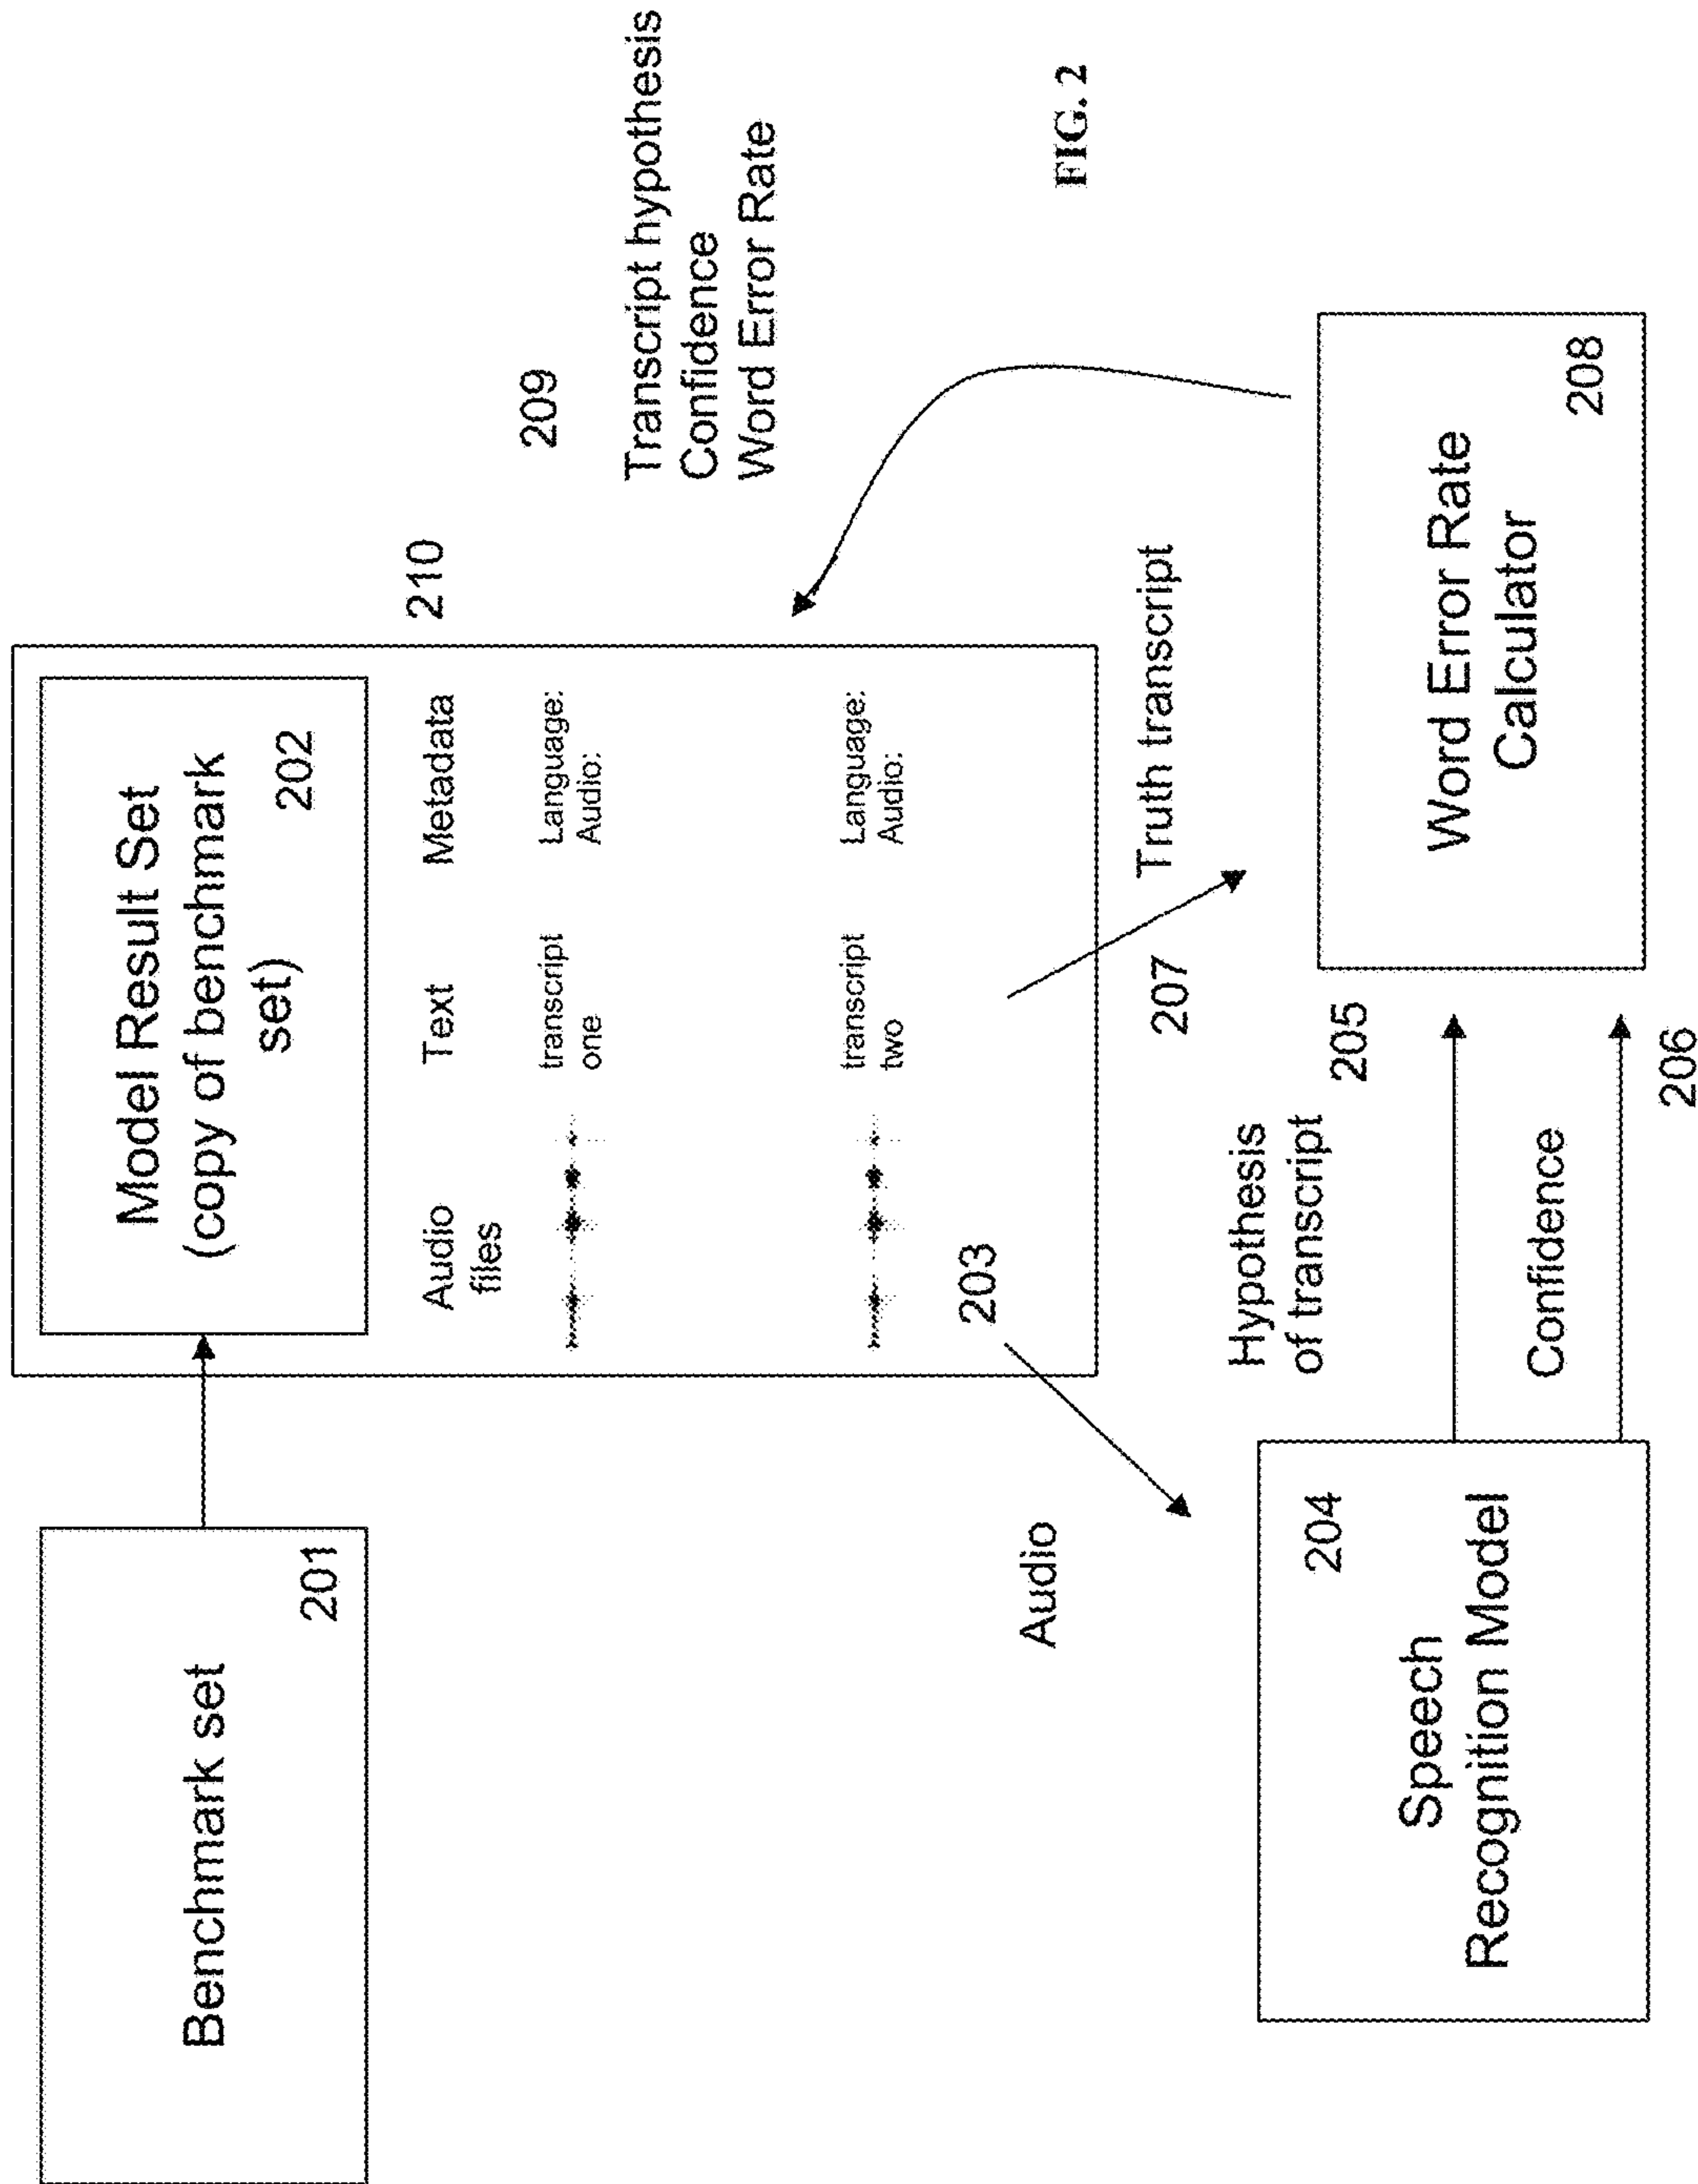 Benchmark set
201
Model Result Set
(copy of benchmark
set)
202
210
Audio
files
Text
Metadata
transcript
one
Language:
Audio:
transcript
two
Language:
Audio:
203
209
Transcript hypothesis
Confidence
Word Error Rate
Audio
207
Truth transcript
Speech
Recognition Model
204
Hypothesis
of transcript
205
Confidence
206
Word Error Rate
Calculator
208
FIG. 2